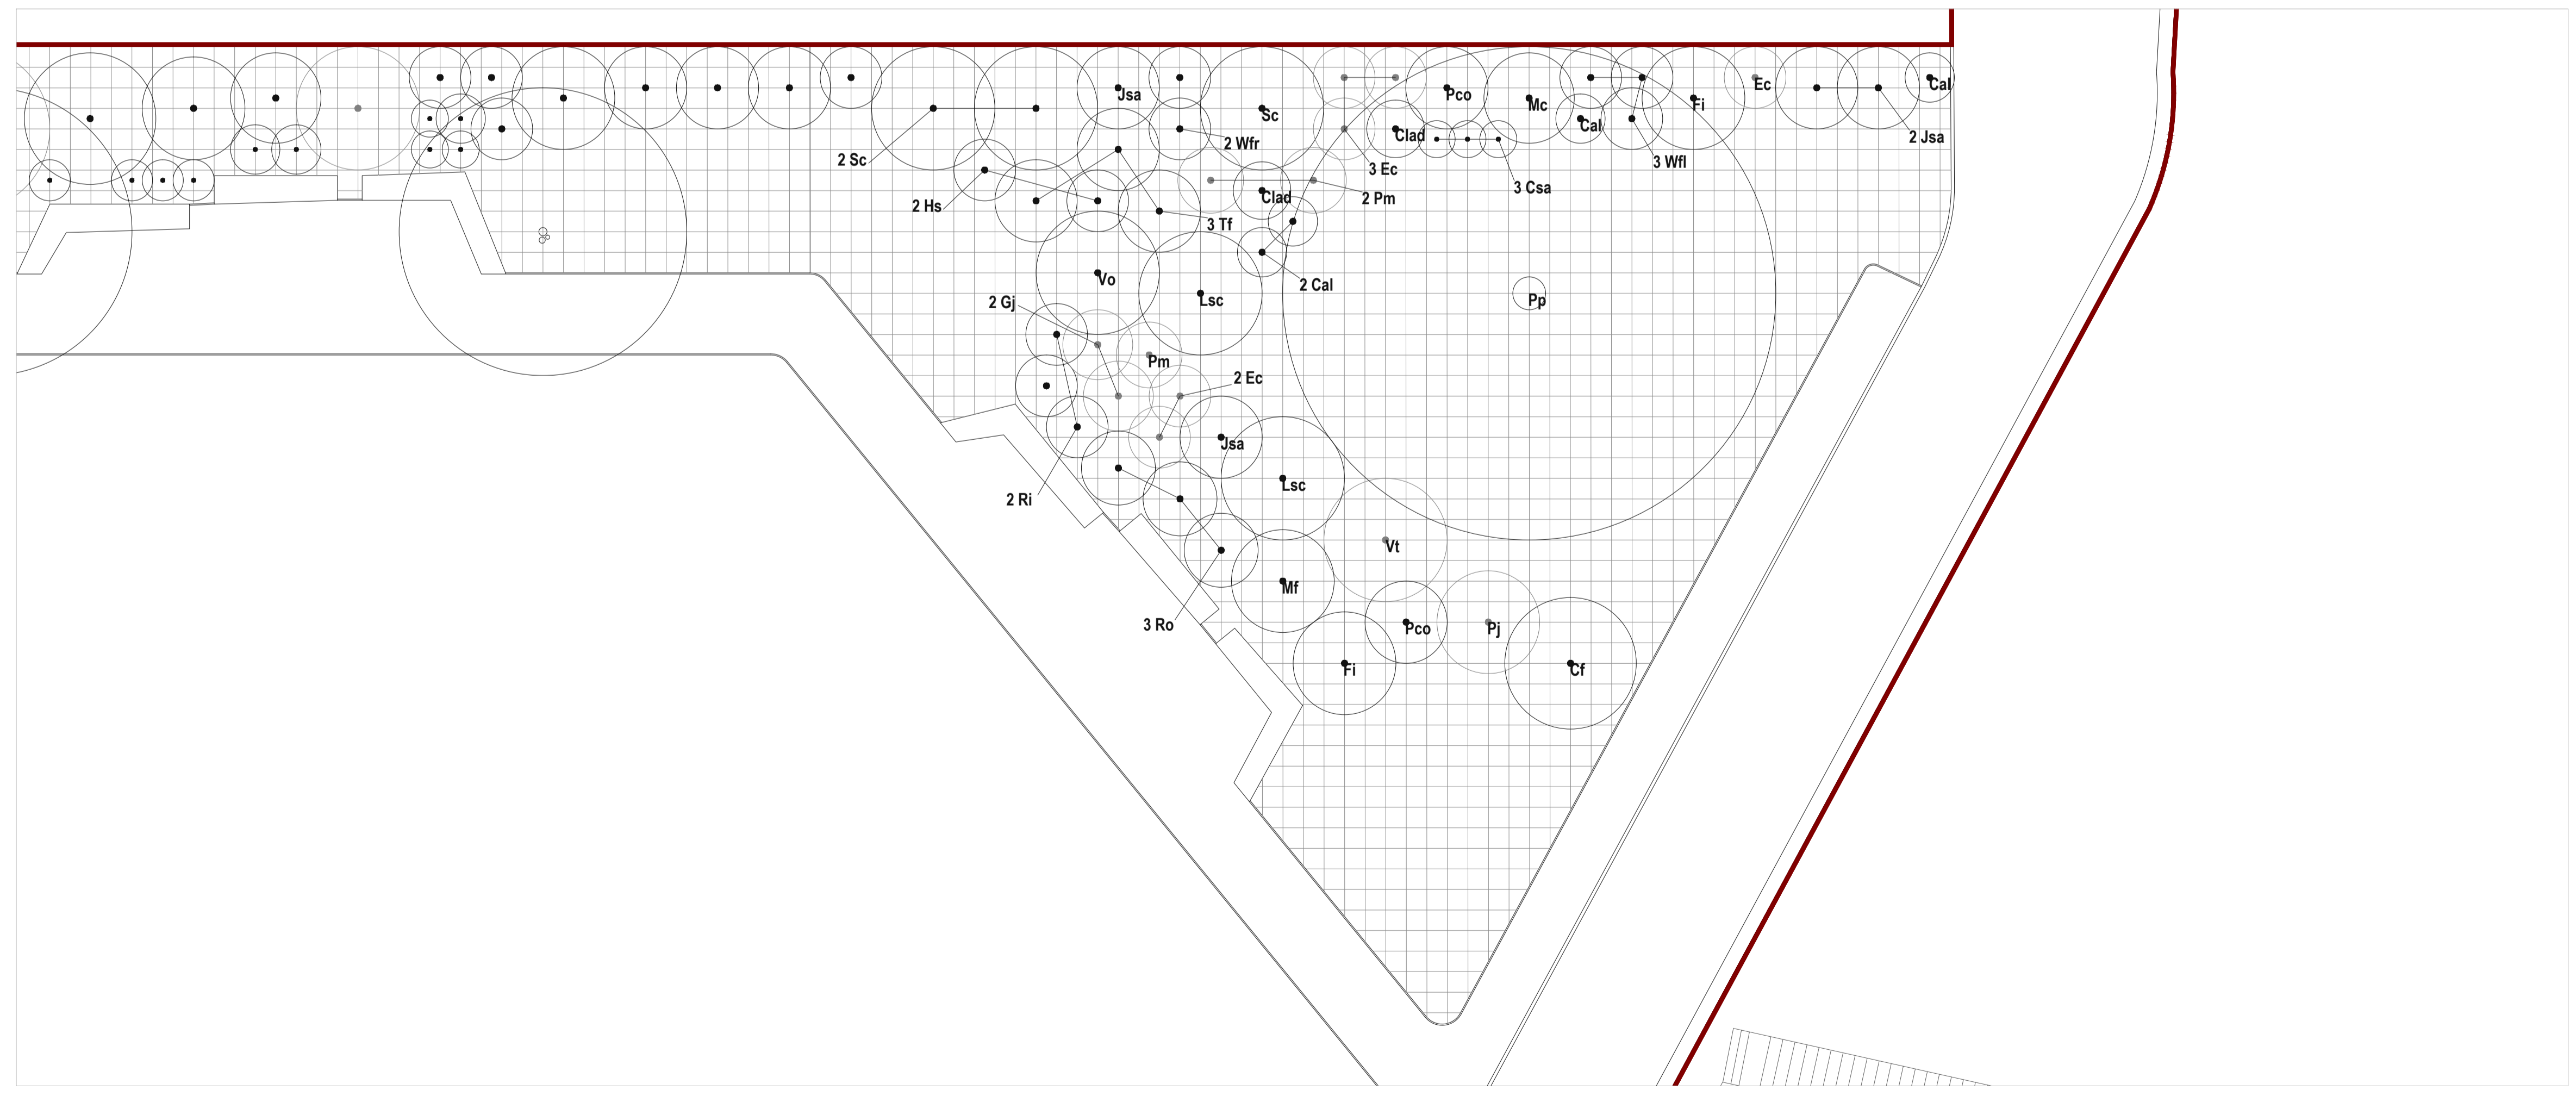 Jsa
Sc
Pco
Mc
Fi
Ec
Cal
Cal
Clad
2 Wfr
2 Jsa
2 Sc
3 Ec
3 Wfl
3 Csa
2 Hs
Clad
2 Pm
3 Tf
Vo
2 Cal
2 Gj
Lsc
Pp
Pm
2 Ec
Jsa
2 Ri
Lsc
Vt
Mf
3 Ro
Pco
Pj
Fi
Cf